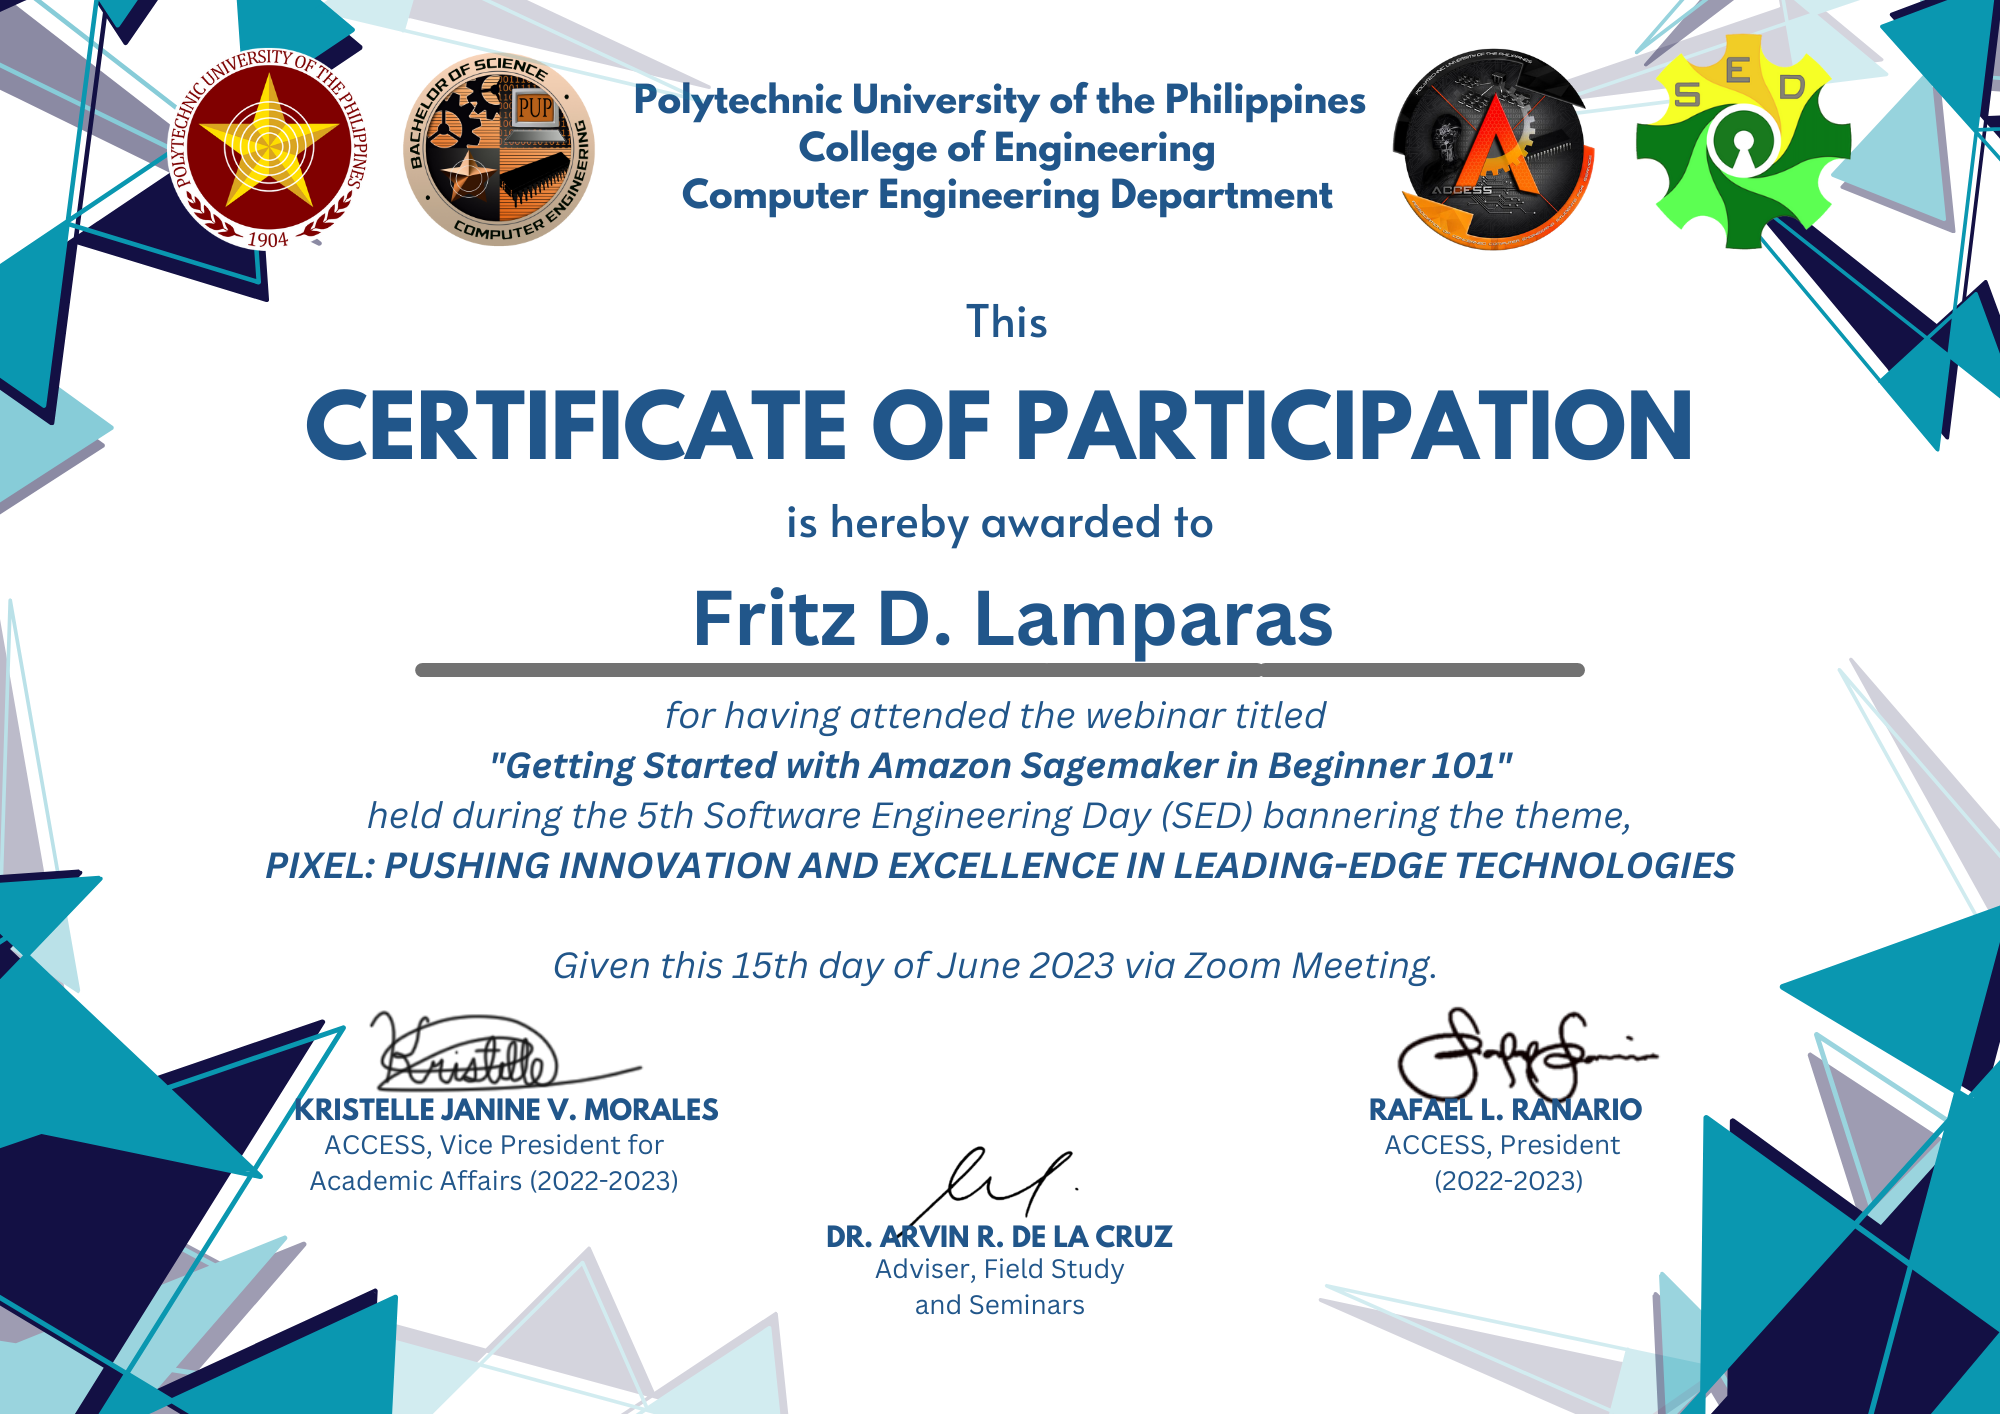 POLYTECHNIC UNIVERSITY OF THE PHILIPPINES
1904
BACHELOR OF SCIENCE
PUP
COMPUTER ENGINEERING
Polytechnic University of the Philippines
College of Engineering
Computer Engineering Department
ACCESS
S E D
This
CERTIFICATE OF PARTICIPATION
is hereby awarded to
Fritz D. Lamparas
for having attended the webinar titled
"Getting Started with Amazon Sagemaker in Beginner 101"
held during the 5th Software Engineering Day (SED) bannering the theme,
PIXEL: PUSHING INNOVATION AND EXCELLENCE IN LEADING-EDGE TECHNOLOGIES
Given this 15th day of June 2023 via Zoom Meeting.
Kristelle
KRISTELLE JANINE V. MORALES
ACCESS, Vice President for
Academic Affairs (2022-2023)
RAFAEL L. RANARIO
ACCESS, President
(2022-2023)
DR. ARVIN R. DE LA CRUZ
Adviser, Field Study
and Seminars